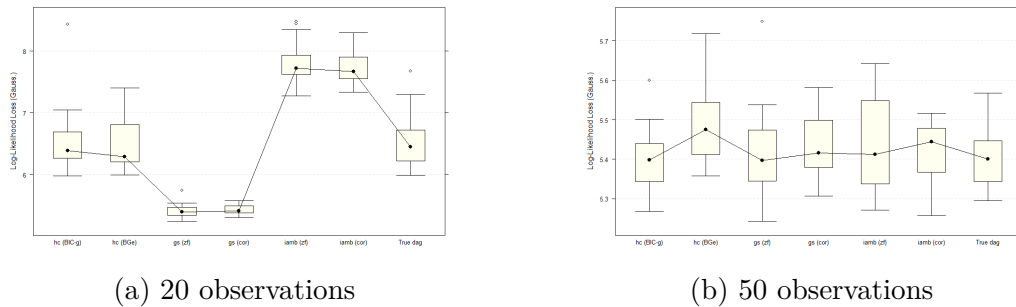 Log-Likelihood Loss (Gauss.)
8
7
6
hc (BIC-g) hc (BGe) gs (zf) gs (cor) iamb (zf) iamb (cor) True dag
(a) 20 observations
Log-Likelihood Loss (Gauss.)
5.7
5.6
5.5
5.4
5.3
hc (BIC-g) hc (BGe) gs (zf) gs (cor) iamb (zf) iamb (cor) True dag
(b) 50 observations